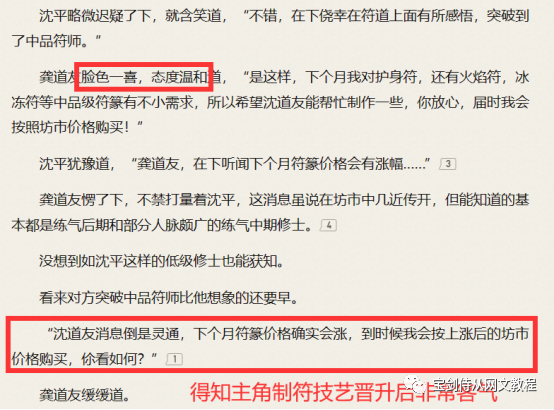 沈平略微迟疑了下，就含笑道，“不错，在下侥幸在符道上面有所感悟，突破到
了中品符师。”
龚道友脸色一喜，态度温和道，“是这样，下个月我对护身符，还有火焰符，冰
冻符等中品级符篆有不小需求，所以希望沈道友能帮忙制作一些，你放心，届时我会
按照坊市价格购买！”
沈平犹豫道，“龚道友，在下听闻下个月符篆价格会有涨幅……” 3
龚道友愣了下，不禁打量着沈平，这消息虽说在坊市中几近传开，但能知道的基
本都是练气后期和部分人脉颇广的练气中期修士。 4
没想到如沈平这样的低级修士也能获知。
看来对方突破中品符师比他想象的还要早。
“沈道友消息倒是灵通，下个月符篆价格确实会涨，到时候我会按上涨后的坊市
价格购买，你看如何？” 1
龚道友缓缓道。
得知主角制符技艺晋升后非常客气
宝剑侍从网文教程